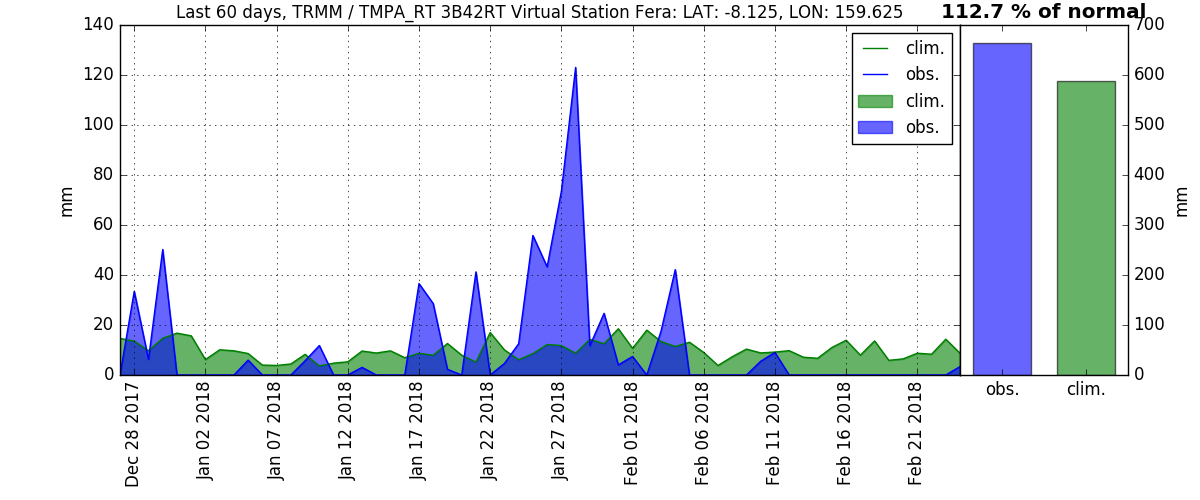 Last 60 days, TRMM / TMPA_RT 3B42RT Virtual Station Fera: LAT: -8.125, LON: 159.625
112.7 % of normal
140
120
100
80
60
40
20
0
mm
Dec 28 2017
Jan 02 2018
Jan 07 2018
Jan 12 2018
Jan 17 2018
Jan 22 2018
Jan 27 2018
Feb 01 2018
Feb 06 2018
Feb 11 2018
Feb 16 2018
Feb 21 2018
clim.
obs.
clim.
obs.
700
600
500
400
300
200
100
0
mm
obs.
clim.